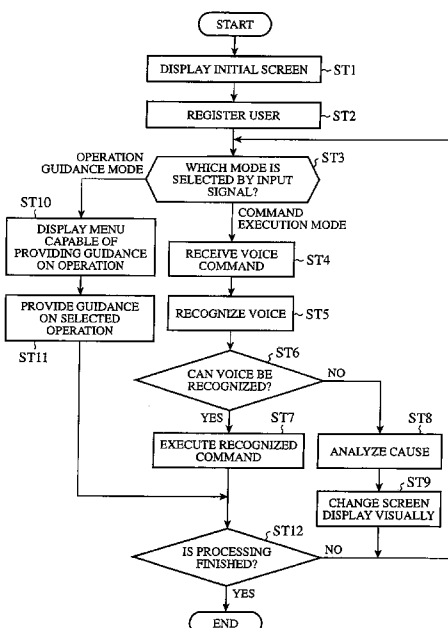 START
DISPLAY INITIAL SCREEN
ST1
REGISTER USER
ST2
OPERATION
GUIDANCE MODE
WHICH MODE IS
SELECTED BY INPUT
SIGNAL?
ST3
ST10
DISPLAY MENU
CAPABLE OF
PROVIDING GUIDANCE
ON OPERATION
COMMAND
EXECUTION MODE
RECEIVE VOICE
COMMAND
ST4
PROVIDE GUIDANCE
ON SELECTED
OPERATION
ST11
RECOGNIZE VOICE
ST5
ST6
CAN VOICE BE
RECOGNIZED?
NO
YES
ST7
EXECUTE RECOGNIZED
COMMAND
ST8
ANALYZE CAUSE
ST9
CHANGE SCREEN
DISPLAY VISUALLY
ST12
IS PROCESSING
FINISHED?
NO
YES
END